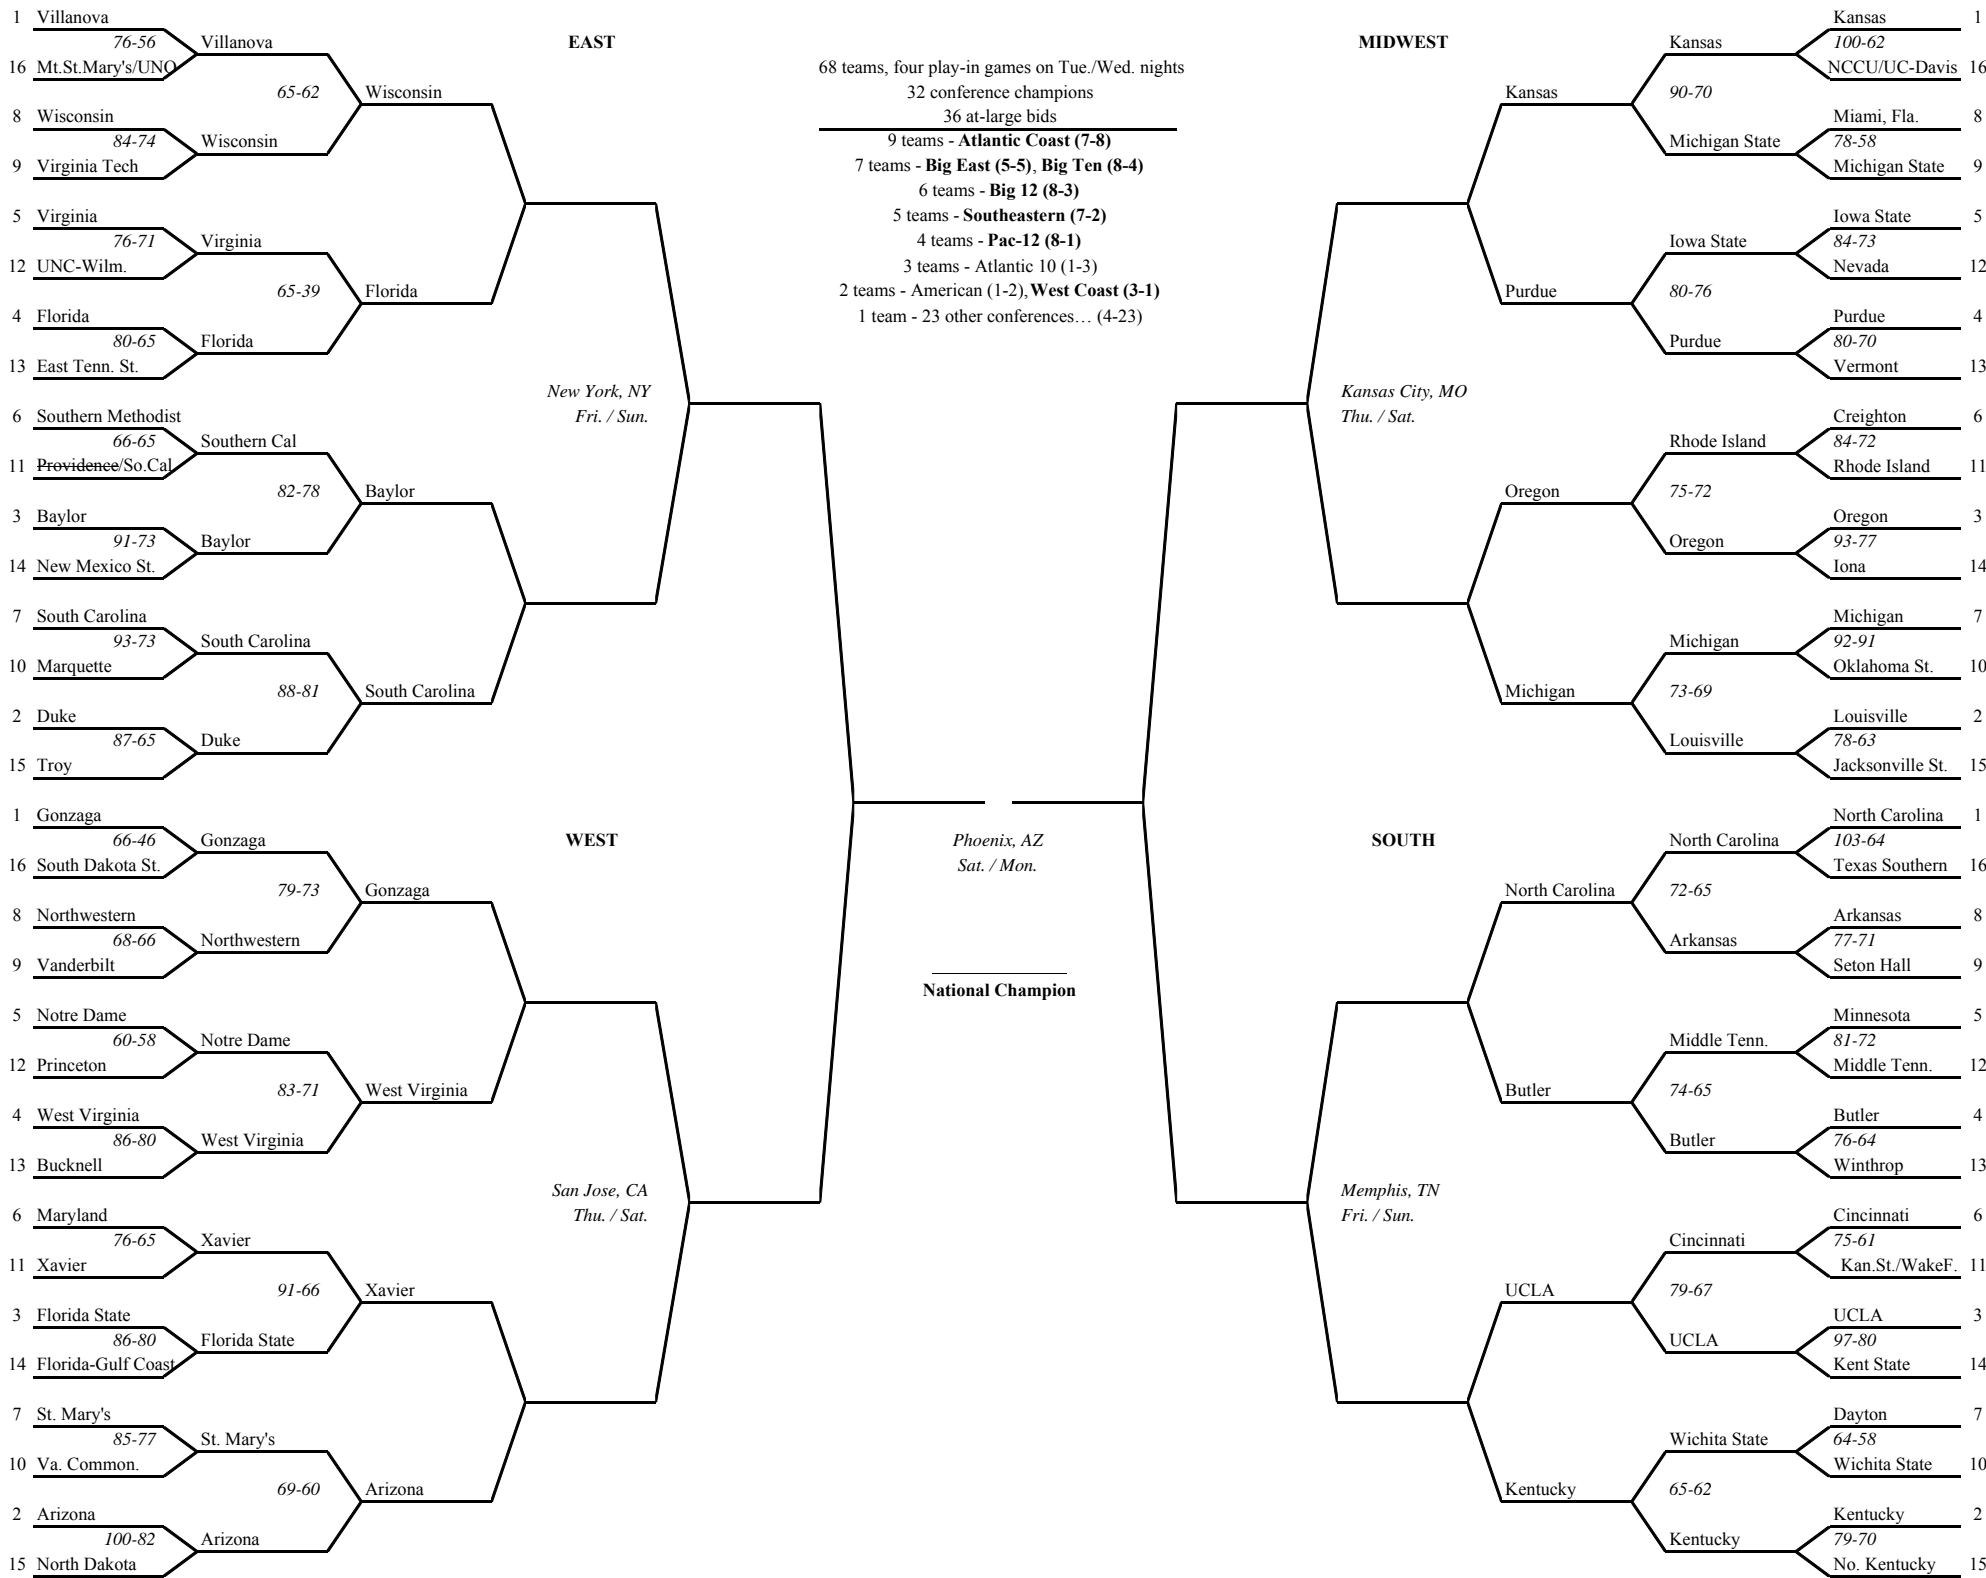 1 Villanova
76-56
16 Mt.St.Mary's/UNO
Villanova
65-62
8 Wisconsin
84-74
9 Virginia Tech
Wisconsin
Wisconsin
5 Virginia
76-71
12 UNC-Wilm.
Virginia
65-39
4 Florida
80-65
13 East Tenn. St.
Florida
Florida
6 Southern Methodist
66-65
11 Providence/So.Cal
Southern Cal
82-78
3 Baylor
91-73
14 New Mexico St.
Baylor
Baylor
7 South Carolina
93-73
10 Marquette
South Carolina
88-81
2 Duke
87-65
15 Troy
Duke
South Carolina
EAST
New York, NY
Fri. / Sun.
1 Gonzaga
66-46
16 South Dakota St.
Gonzaga
79-73
8 Northwestern
68-66
9 Vanderbilt
Northwestern
Gonzaga
5 Notre Dame
60-58
12 Princeton
Notre Dame
83-71
4 West Virginia
86-80
13 Bucknell
West Virginia
West Virginia
6 Maryland
76-65
11 Xavier
Xavier
91-66
3 Florida State
86-80
14 Florida-Gulf Coast
Florida State
Xavier
7 St. Mary's
85-77
10 Va. Common.
St. Mary's
69-60
2 Arizona
100-82
15 North Dakota
Arizona
Arizona
WEST
San Jose, CA
Thu. / Sat.
68 teams, four play-in games on Tue./Wed. nights
32 conference champions
36 at-large bids
9 teams - Atlantic Coast (7-8)
7 teams - Big East (5-5), Big Ten (8-4)
6 teams - Big 12 (8-3)
5 teams - Southeastern (7-2)
4 teams - Pac-12 (8-1)
3 teams - Atlantic 10 (1-3)
2 teams - American (1-2), West Coast (3-1)
1 team - 23 other conferences… (4-23)
Phoenix, AZ
Sat. / Mon.
National Champion
MIDWEST
Kansas City, MO
Thu. / Sat.
Kansas 1
100-62
NCCU/UC-Davis 16
Kansas
90-70
Miami, Fla. 8
78-58
Michigan State 9
Michigan State
Kansas
Iowa State 5
84-73
Nevada 12
Iowa State
80-76
Purdue 4
80-70
Vermont 13
Purdue
Purdue
Creighton 6
84-72
Rhode Island 11
Rhode Island
75-72
Oregon 3
93-77
Iona 14
Oregon
Oregon
Michigan 7
92-91
Oklahoma St. 10
Michigan
73-69
Louisville 2
78-63
Jacksonville St. 15
Louisville
Michigan
SOUTH
Memphis, TN
Fri. / Sun.
North Carolina 1
103-64
Texas Southern 16
North Carolina
72-65
Arkansas 8
77-71
Seton Hall 9
Arkansas
North Carolina
Minnesota 5
81-72
Middle Tenn. 12
Middle Tenn.
74-65
Butler 4
76-64
Winthrop 13
Butler
Butler
Cincinnati 6
75-61
Kan.St./WakeF. 11
Cincinnati
79-67
UCLA 3
97-80
Kent State 14
UCLA
UCLA
Dayton 7
64-58
Wichita State 10
Wichita State
65-62
Kentucky 2
79-70
No. Kentucky 15
Kentucky
Kentucky